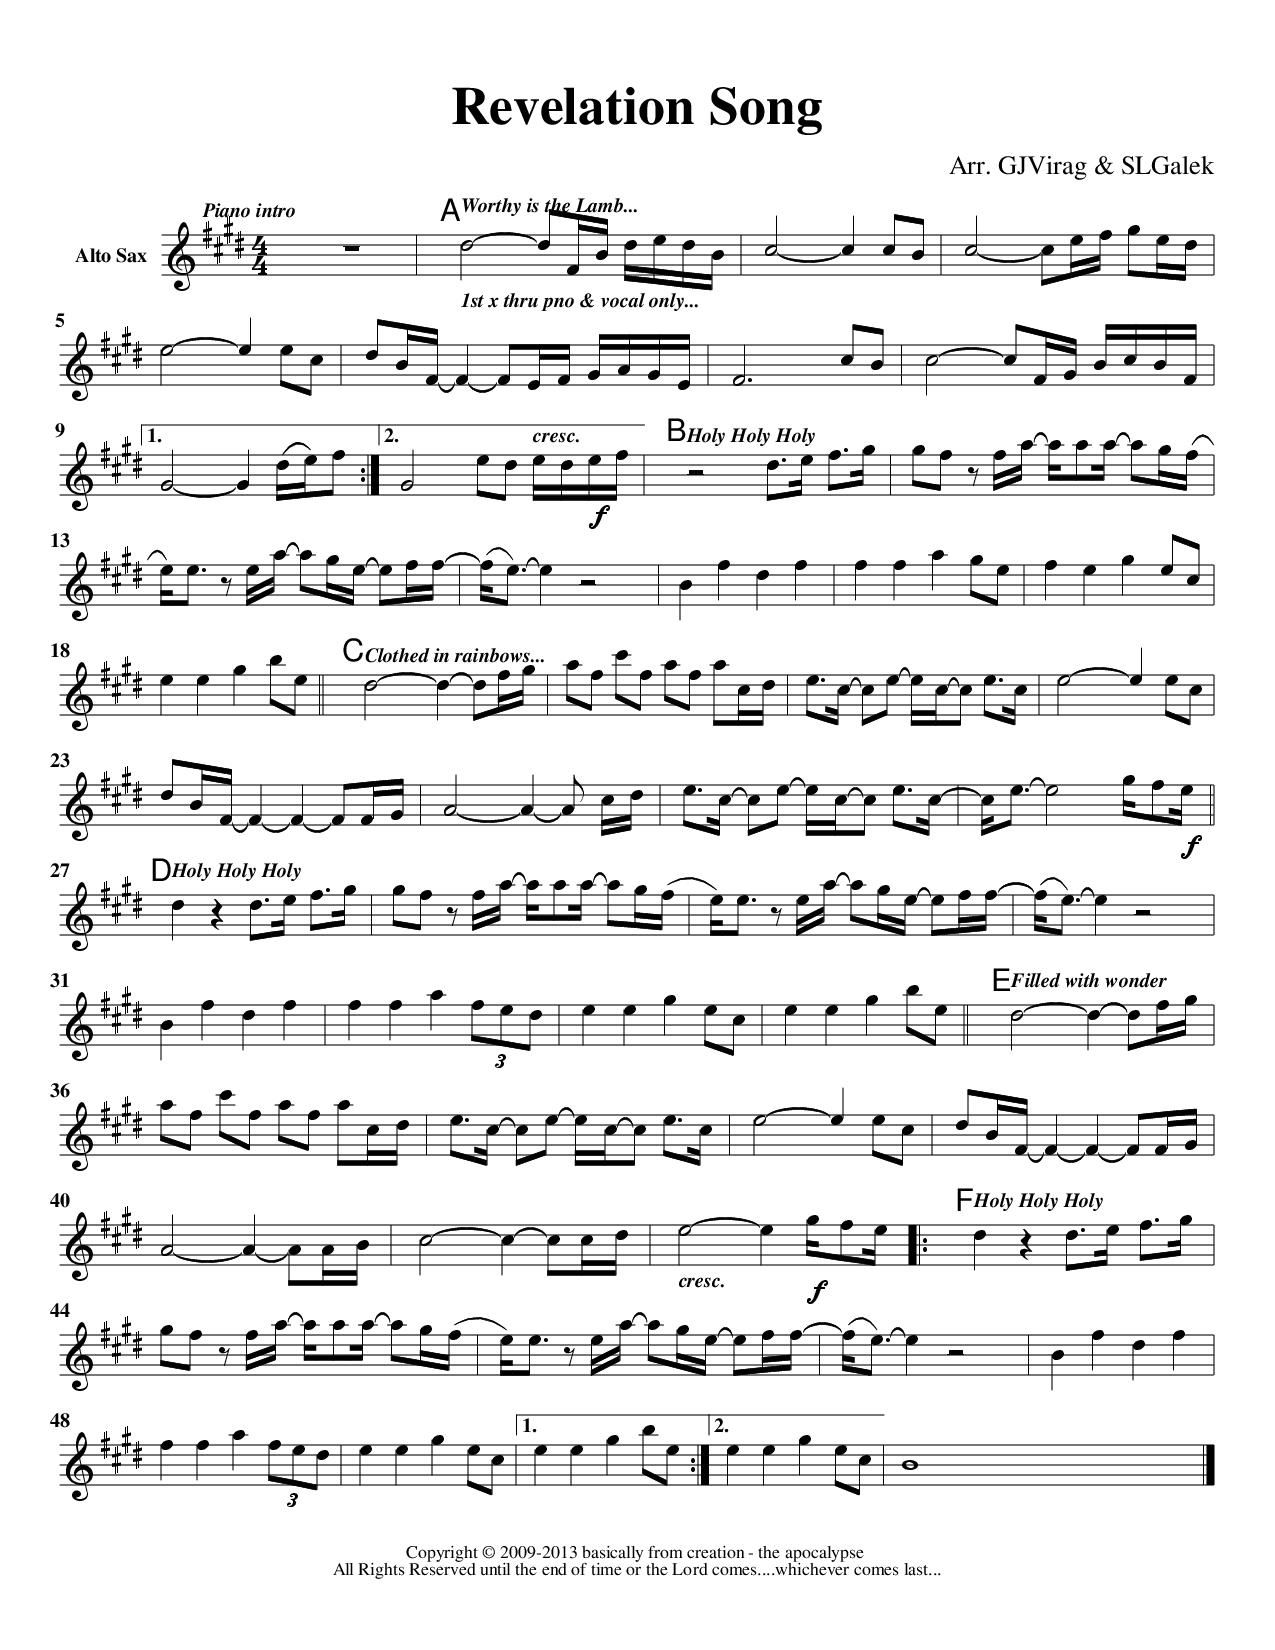 Revelation Song
Arr. GJVirag & SLGalek
Piano intro
A Worthy is the Lamb...
Alto Sax
4
4
1st x thru pno & vocal only...
5
9
1.
2.
cresc.
B Holy Holy Holy
f
13
18
C Clothed in rainbows...
23
f
27
D Holy Holy Holy
31
E Filled with wonder
3
36
40
F Holy Holy Holy
cresc.
f
44
48
1.
2.
3
Copyright © 2009-2013 basically from creation - the apocalypse
All Rights Reserved until the end of time or the Lord comes....whichever comes last...